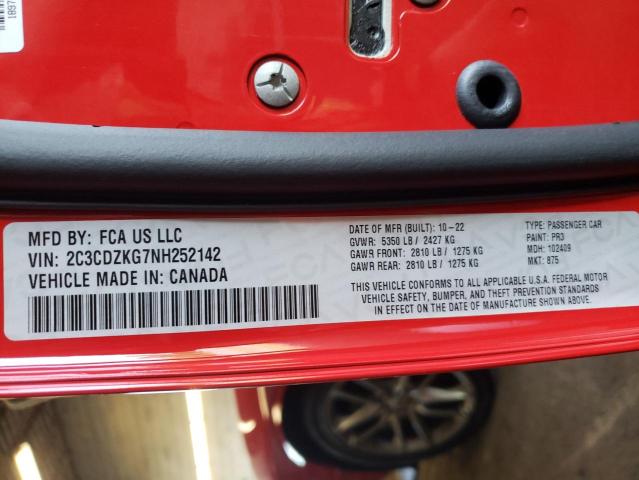 1897
MFD BY: FCA US LLC
VIN: 2C3CDZKG7NH252142
VEHICLE MADE IN: CANADA
DATE OF MFR (BUILT): 10-22
GVWR: 5350 LB / 2427 KG
GAWR FRONT: 2810 LB / 1275 KG
GAWR REAR: 2810 LB / 1275 KG
TYPE: PASSENGER CAR
PAINT: PR3
MDH: 102409
MKT: 875
THIS VEHICLE CONFORMS TO ALL APPLICABLE U.S.A. FEDERAL MOTOR
VEHICLE SAFETY, BUMPER, AND THEFT PREVENTION STANDARDS
IN EFFECT ON THE DATE OF MANUFACTURE SHOWN ABOVE.